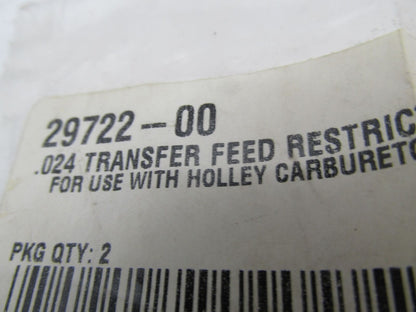 29722-00
.024 TRANSFER FEED RESTRIC
FOR USE WITH HOLLEY CARBURETO
PKG QTY: 2